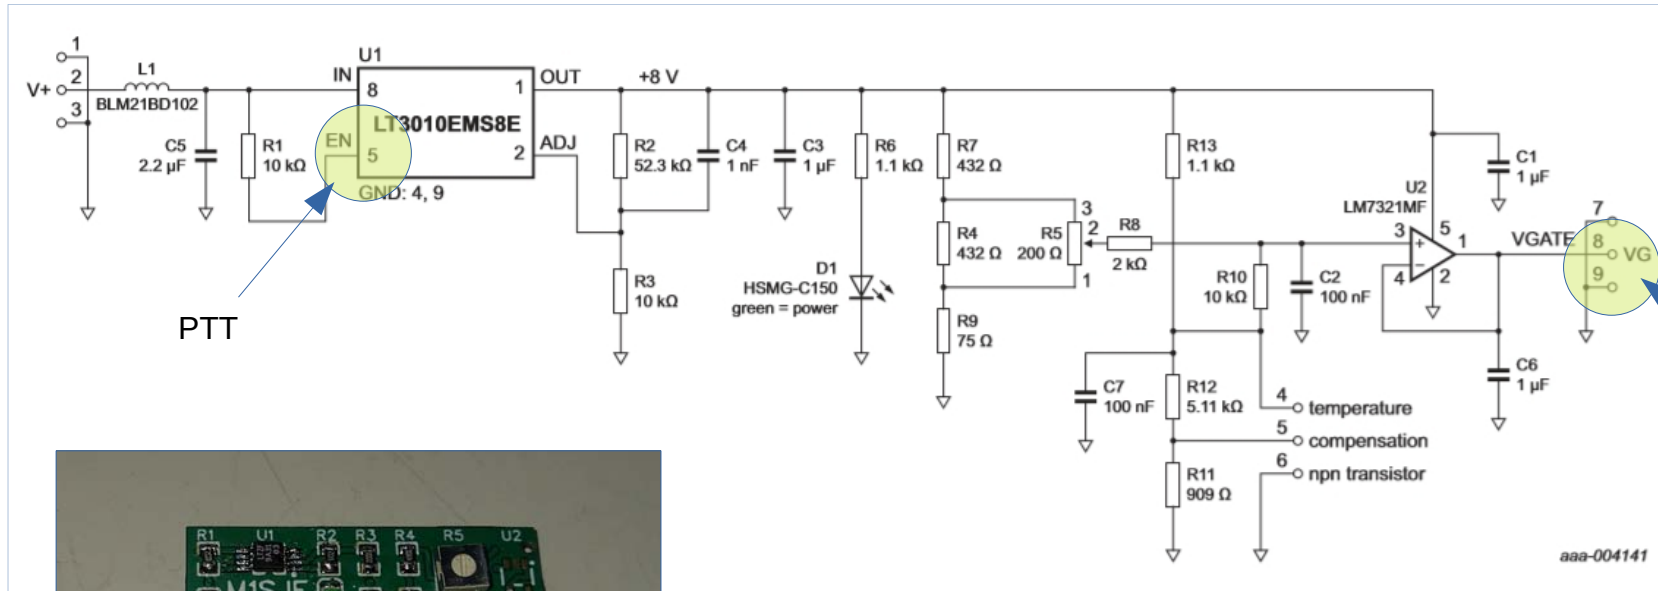 1
2
V+
3
L1
BLM21BD102
C5
2.2 µF
R1
10 kΩ
U1
IN
8
OUT
1
+8 V
LT3010EMS8E
EN
5
ADJ
2
GND: 4, 9
PTT
R2
52.3 kΩ
C4
1 nF
C3
1 µF
R3
10 kΩ
R6
1.1 kΩ
D1
HSMG-C150
green = power
R7
432 Ω
R4
432 Ω
R5
200 Ω
3
2
1
R8
2 kΩ
R9
75 Ω
R13
1.1 kΩ
R10
10 kΩ
C2
100 nF
C7
100 nF
R12
5.11 kΩ
R11
909 Ω
4
temperature
5
compensation
6
npn transistor
U2
LM7321MF
3
+
4
−
5
1
2
C1
1 µF
VGATE
7
8
VG
9
C6
1 µF
aaa-004141
R1 U1 R2 R3 R4 R5 U2